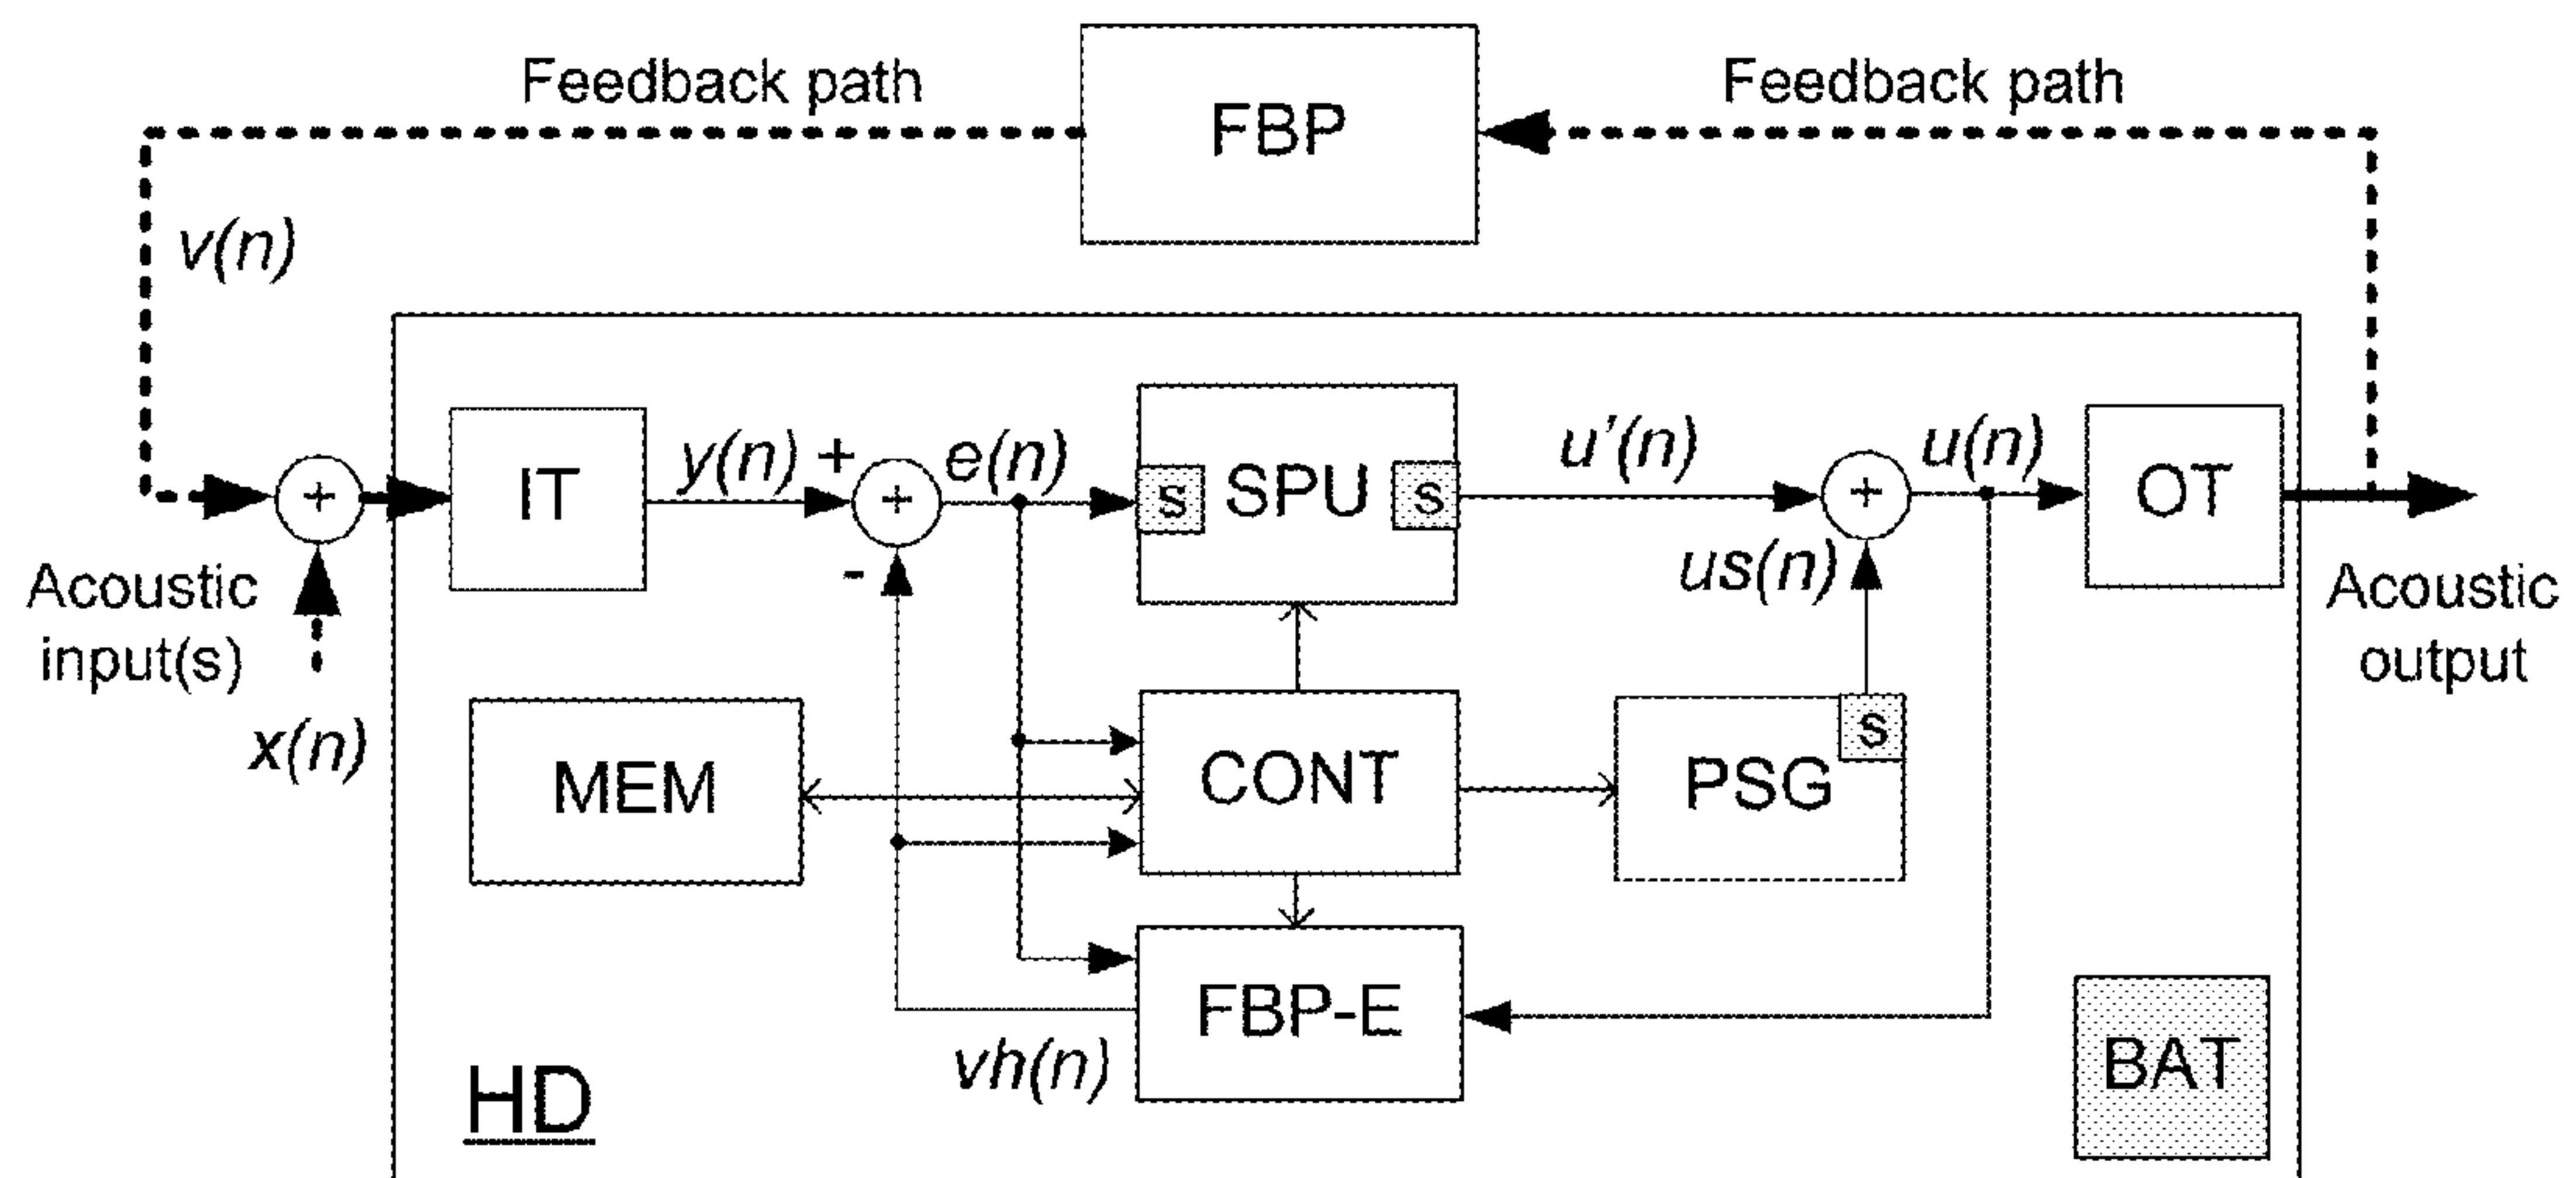 Feedback path
FBP
Feedback path
v(n)
IT
y(n)
+
-
+
e(n)
s
SPU
s
u'(n)
+
u(n)
us(n)
OT
+
Acoustic
input(s)
x(n)
Acoustic
output
MEM
CONT
PSG
s
FBP-E
vh(n)
BAT
HD